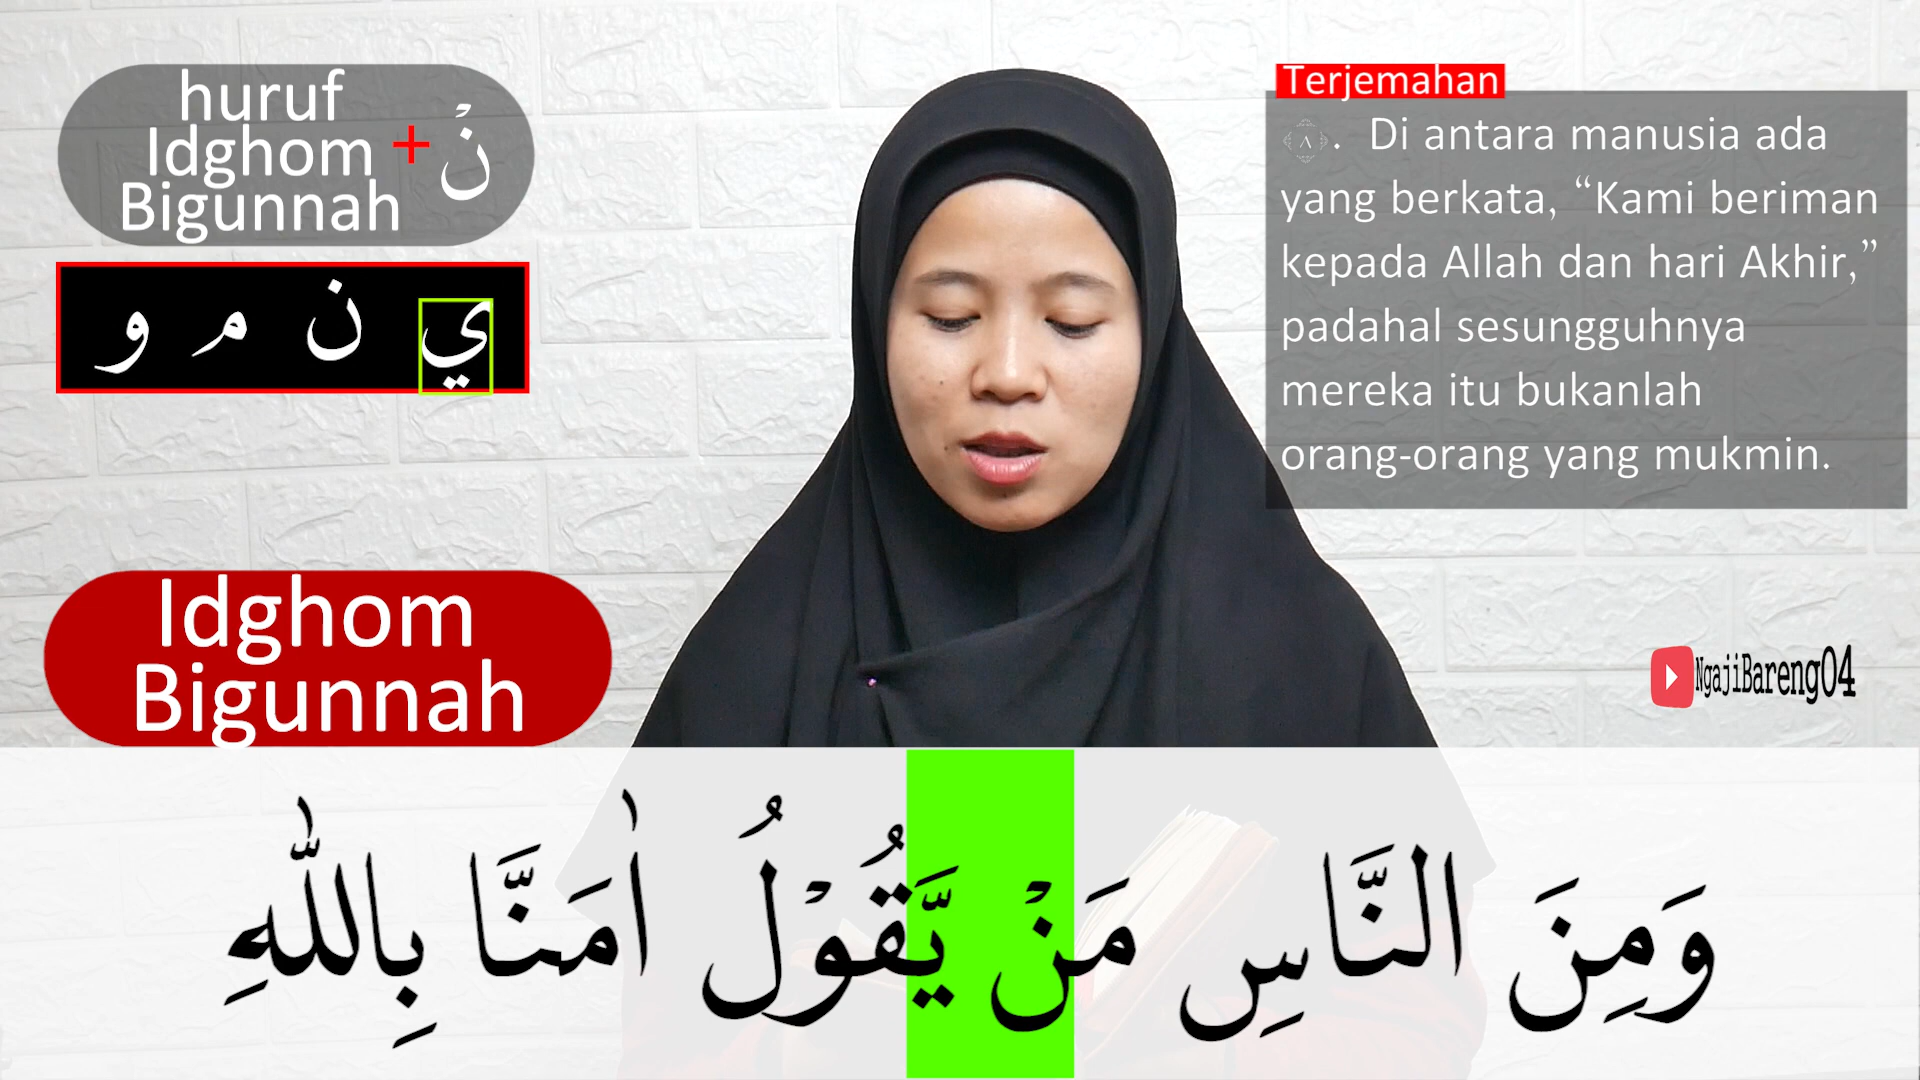 huruf
Idghom
Bigunnah
+
نْ
ي ن م و
Idghom
Bigunnah
Terjemahan
۸. Di antara manusia ada
yang berkata, “Kami beriman
kepada Allah dan hari Akhir,”
padahal sesungguhnya
mereka itu bukanlah
orang-orang yang mukmin.
NgajiBareng04
وَمِنَ النَّاسِ مَنْ يَّقُوْلُ اٰمَنَّا بِاللّٰهِ